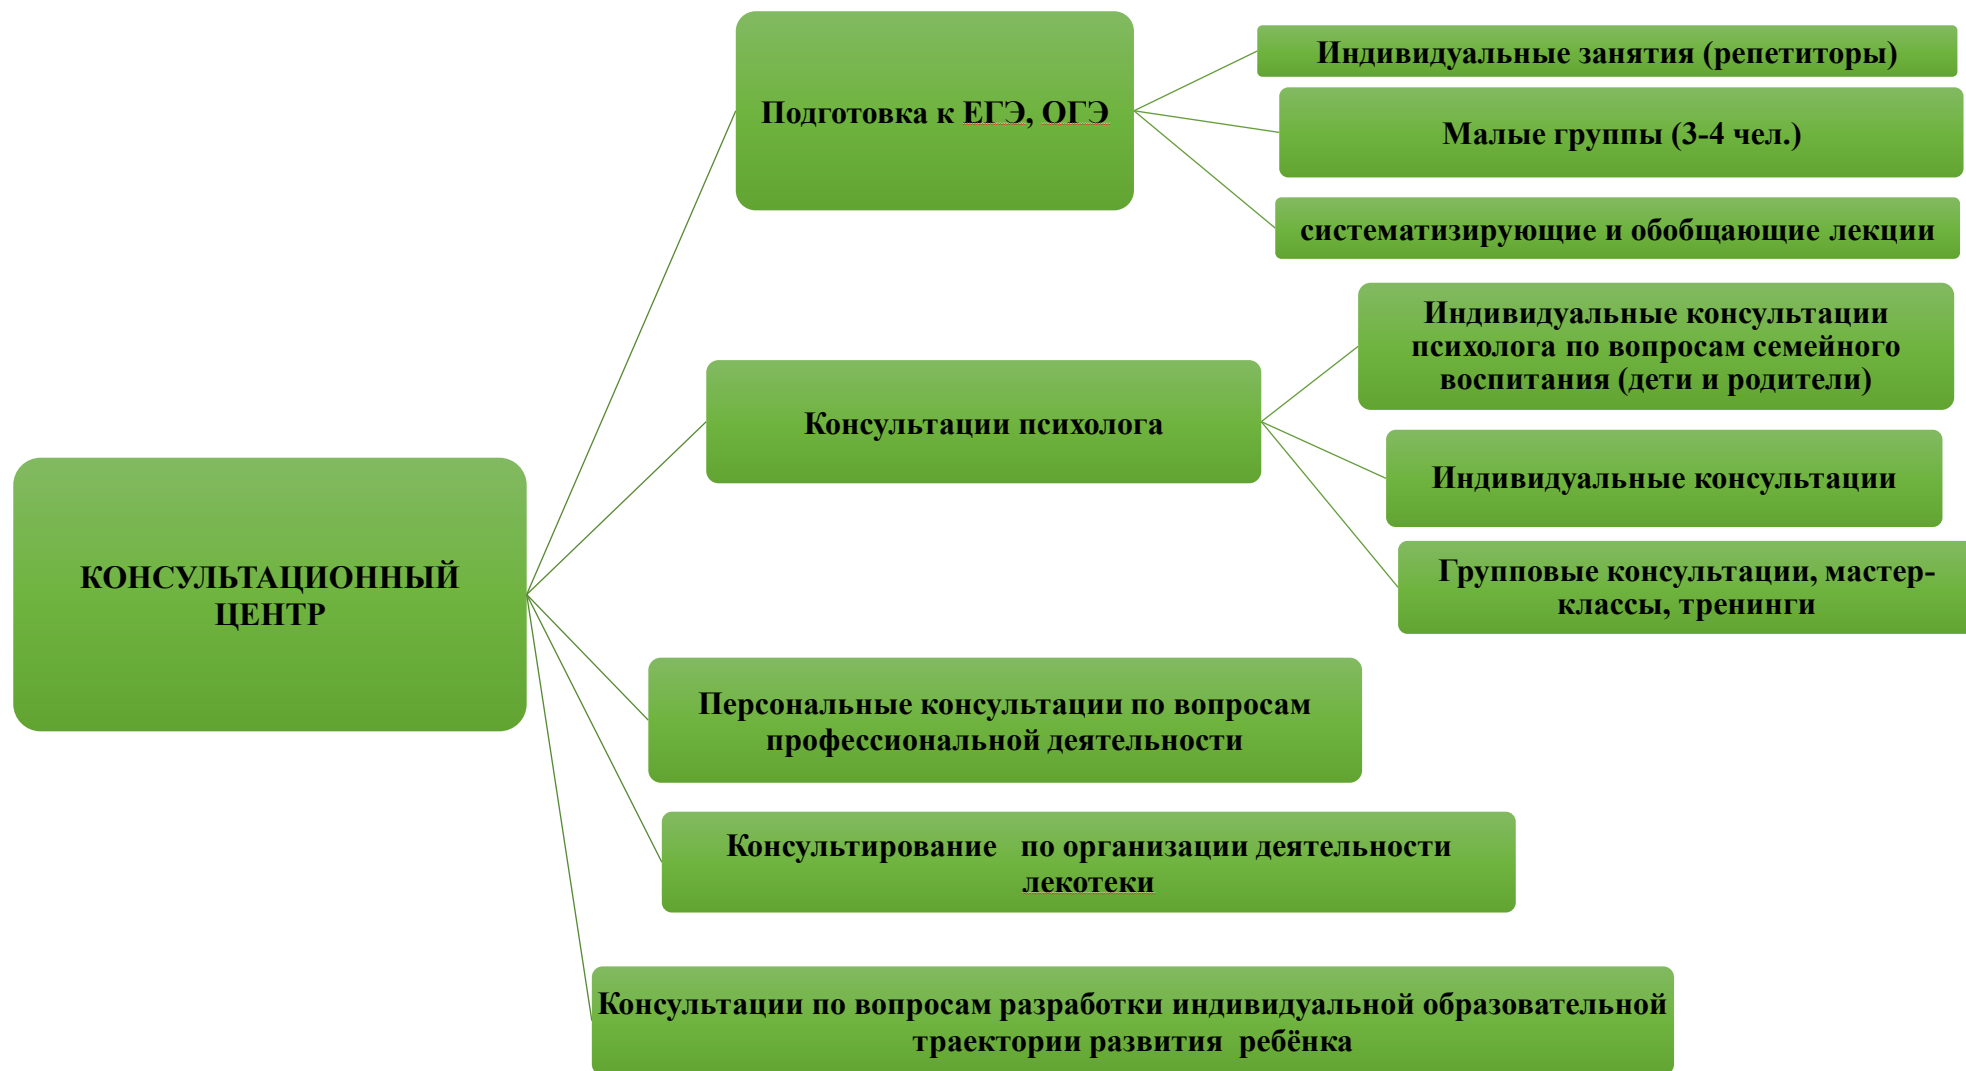 КОНСУЛЬТАЦИОННЫЙ
ЦЕНТР
Подготовка к ЕГЭ, ОГЭ
Индивидуальные занятия (репетиторы)
Малые группы (3-4 чел.)
систематизирующие и обобщающие лекции
Консультации психолога
Индивидуальные консультации
психолога по вопросам семейного
воспитания (дети и родители)
Индивидуальные консультации
Групповые консультации, мастер-
классы, тренинги
Персональные консультации по вопросам
профессиональной деятельности
Консультирование по организации деятельности
лекотеки
Консультации по вопросам разработки индивидуальной образовательной
траектории развития ребёнка